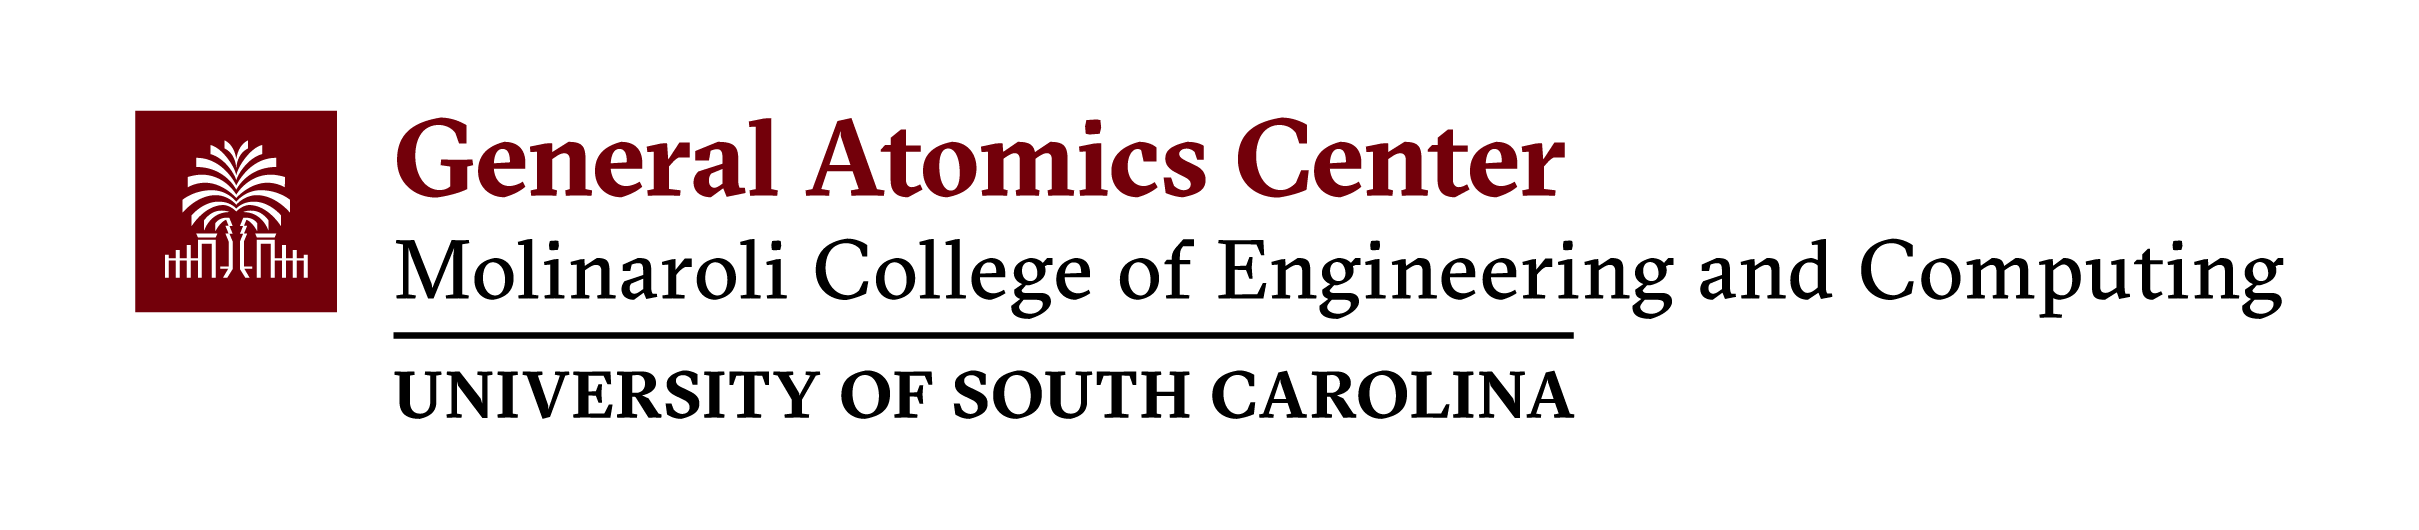 General Atomics Center
Molinaroli College of Engineering and Computing
UNIVERSITY OF SOUTH CAROLINA